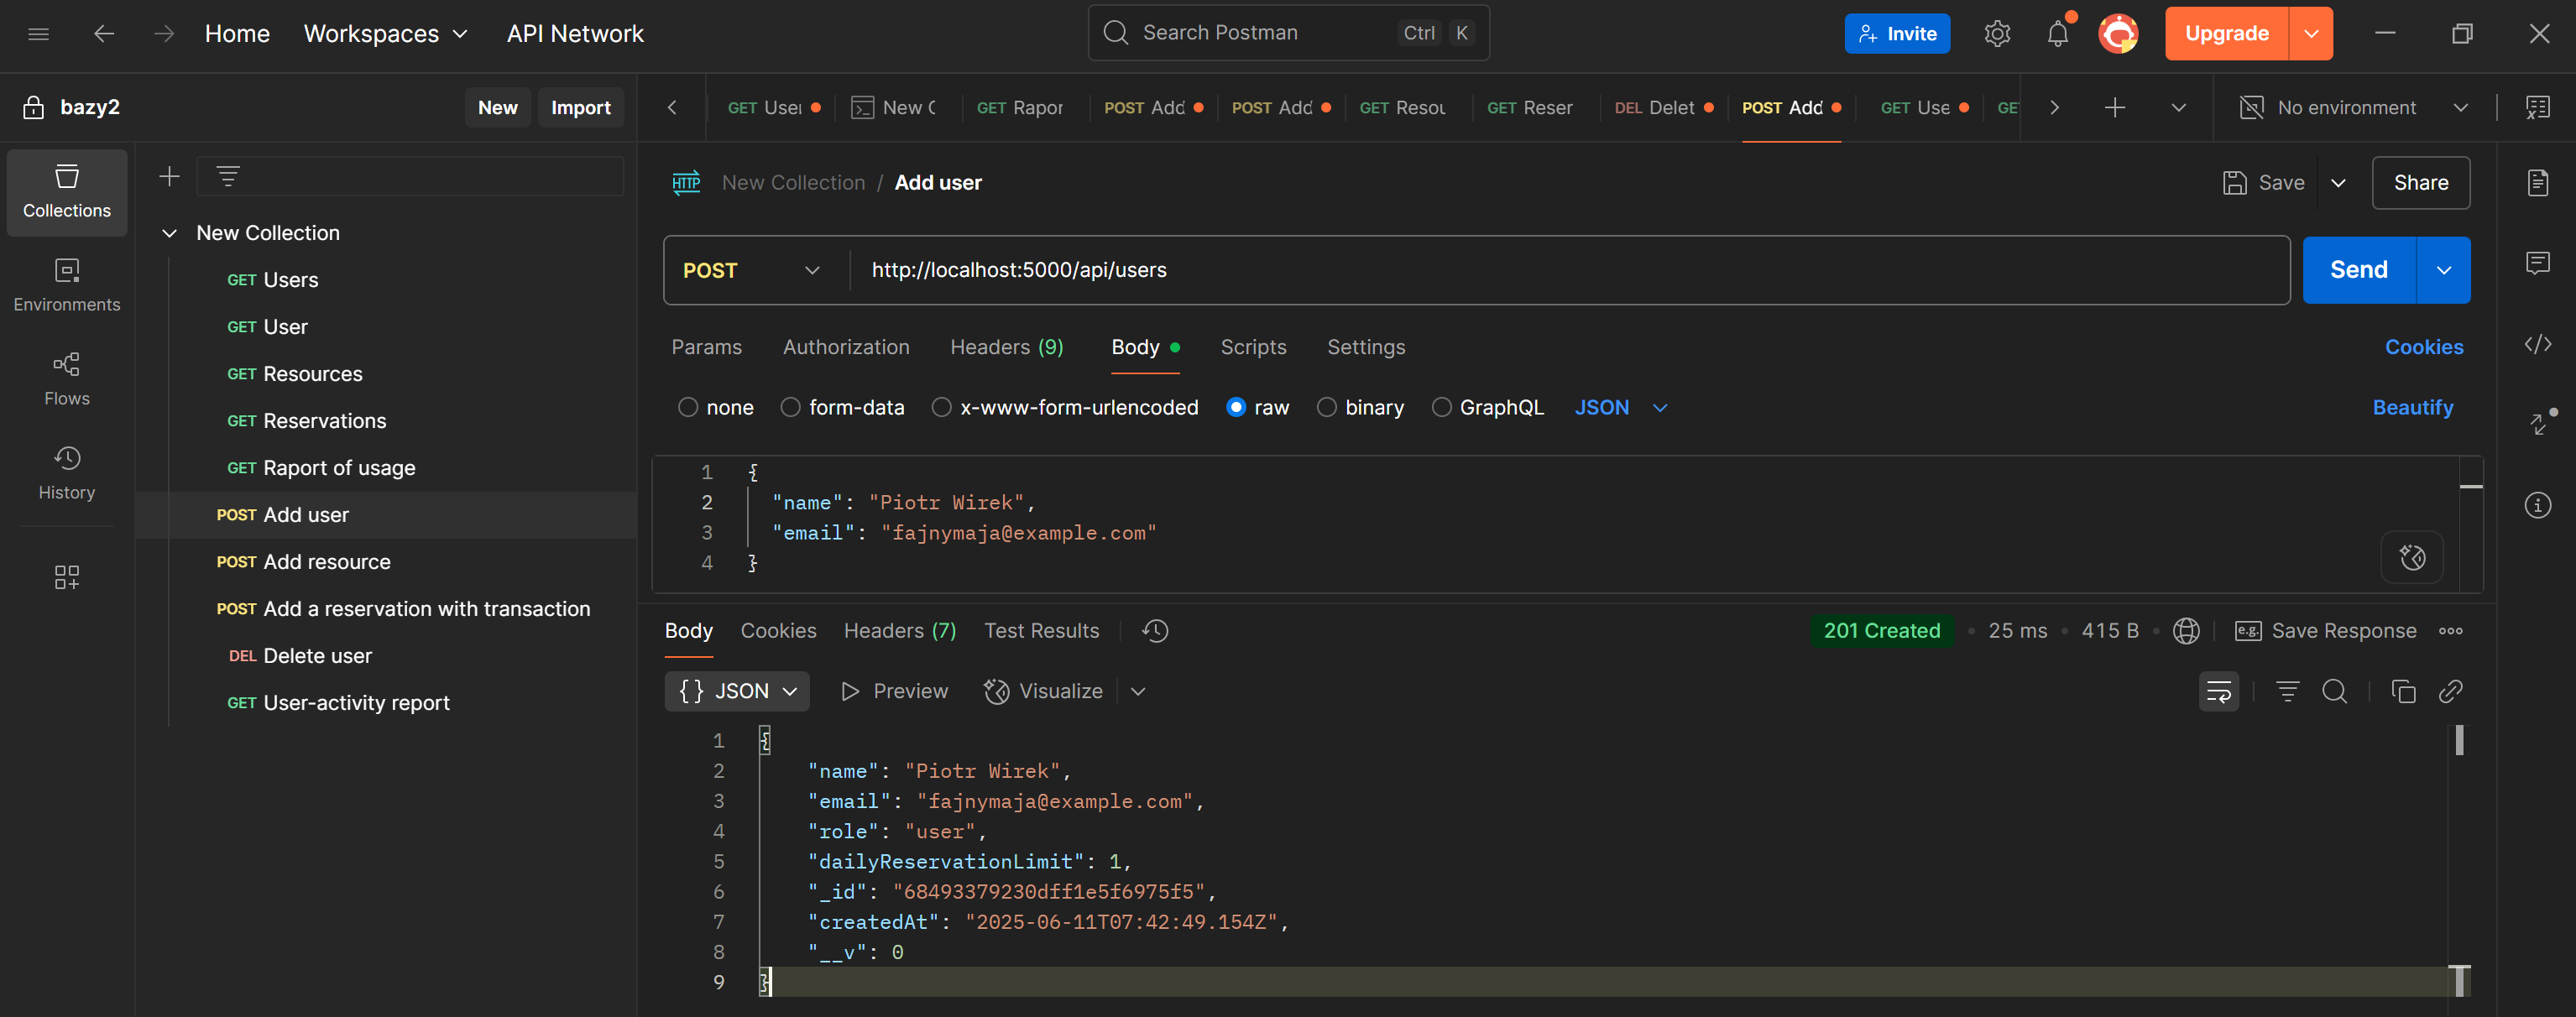 Home Workspaces API Network Search Postman Ctrl K Invite Upgrade
bazy2 New Import GET User New C GET Rapor POST Add POST Add GET Resou GET Reser DEL Delet POST Add GET Use GET No environment
Collections
Environments
Flows
History
New Collection
GET Users
GET User
GET Resources
GET Reservations
GET Raport of usage
POST Add user
POST Add resource
POST Add a reservation with transaction
DEL Delete user
GET User-activity report
HTTP New Collection / Add user Save Share
POST http://localhost:5000/api/users Send
Params Authorization Headers (9) Body Scripts Settings Cookies
none form-data x-www-form-urlencoded raw binary GraphQL JSON Beautify
1 {
2 "name": "Piotr Wirek",
3 "email": "fajnymaja@example.com"
4 }
Body Cookies Headers (7) Test Results 201 Created • 25 ms • 415 B • e.g. Save Response
{} JSON Preview Visualize
1 {
2 "name": "Piotr Wirek",
3 "email": "fajnymaja@example.com",
4 "role": "user",
5 "dailyReservationLimit": 1,
6 "_id": "68493379230dff1e5f6975f5",
7 "createdAt": "2025-06-11T07:42:49.154Z",
8 "__v": 0
9 }